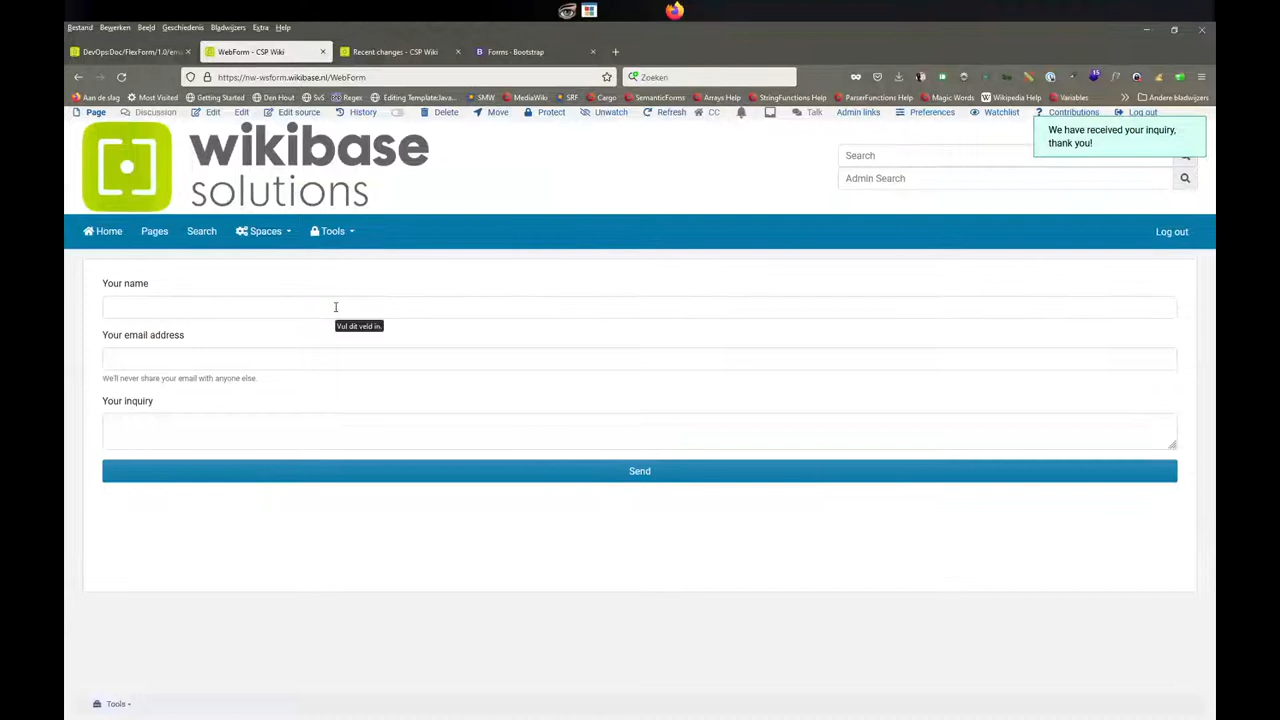 Bestand Bewerken Beeld Geschiedenis Bladwijzers Extra Help
DevOps:Doc/FlexForm/1.0/em WebForm - CSP Wiki Recent changes - CSP Wiki Forms · Bootstrap
https://nw-wsform.wikibase.nl/WebForm Zoeken
Aan de slag Most Visited Getting Started Den Hout SvS Regex Editing Template:Java... SMW MediaWiki SRF Cargo SemanticForms Arrays Help StringFunctions Help ParserFunctions Help Magic Words Wikipedia Help Variables Andere bladwijzers
Page Discussion Edit Edit Edit source History Delete Move Protect Unwatch Refresh CC Talk Admin links Preferences Watchlist Contributions Log out
We have received your inquiry,
thank you!
wikibase
solutions
Search
Admin Search
Home Pages Search Spaces Tools Log out
Your name
Vul dit veld in.
Your email address
We'll never share your email with anyone else.
Your inquiry
Send
Tools